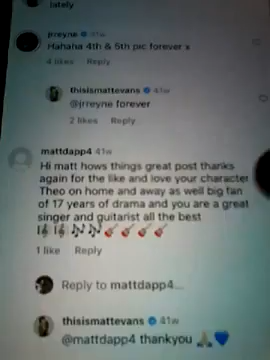 lately
jrreyne 41w
Hahaha 4th & 5th pic forever x
4 likes Reply
thisismattevans 41w
@jrreyne forever
2 likes Reply
mattdapp4 41w
Hi matt hows things great post thanks
again for the like and love your character
Theo on home and away as well big fan
of 17 years of drama and you are a great
singer and guitarist all the best
🎼🎼🎶🎶🎸🎸🎸🎸
1 like Reply
Reply to mattdapp4...
thisismattevans 41w
@mattdapp4 thankyou 🙏🏼💙